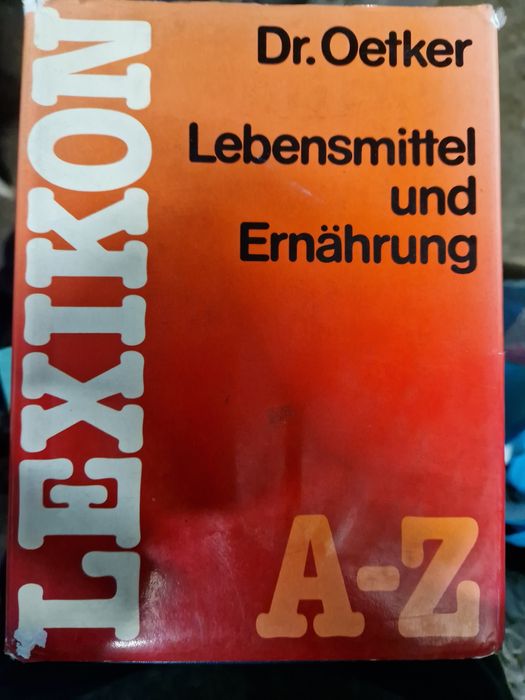 LEXIKON
Dr. Oetker
Lebensmittel
und
Ernährung
A-Z